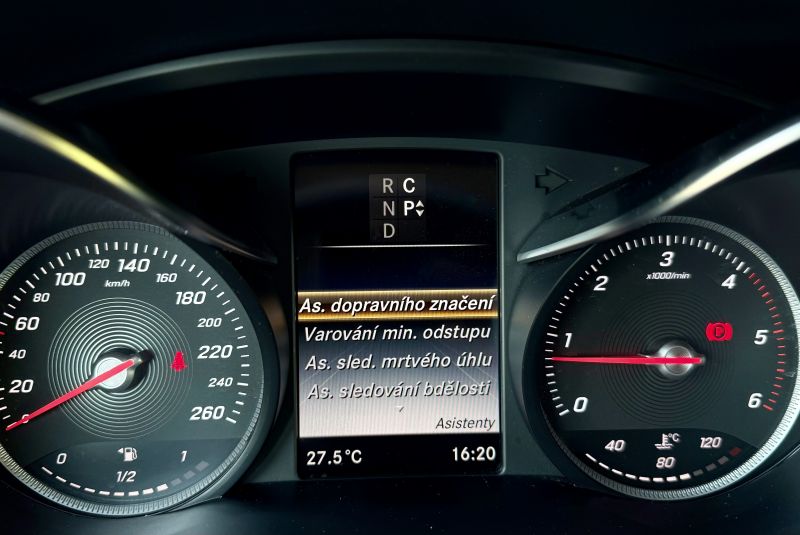 R C
N P
D
As. dopravního značení
Varování min. odstupu
As. sled. mrtvého úhlu
As. sledování bdělosti
Asistenty
27.5°C 16:20
0
20
40
60
80
100
120
140
160
180
200
220
240
260
km/h
0 1/2 1
0
1
2
3
4
5
6
x1000/min
40 80 120
°C